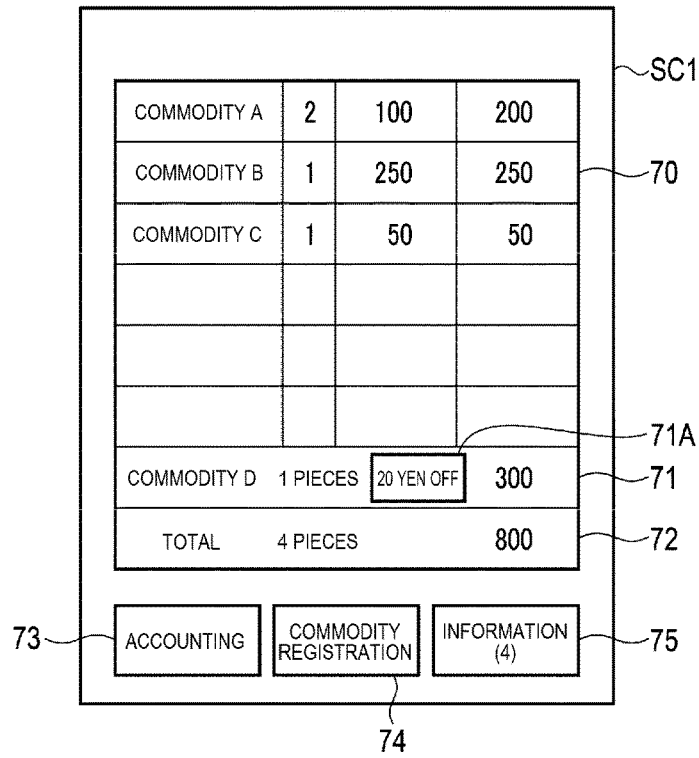 SC1
COMMODITY A 2 100 200
COMMODITY B 1 250 250
70
COMMODITY C 1 50 50
71A
COMMODITY D 1 PIECES 20 YEN OFF 300
71
TOTAL 4 PIECES 800
72
73
ACCOUNTING
COMMODITY
REGISTRATION
INFORMATION
(4)
75
74